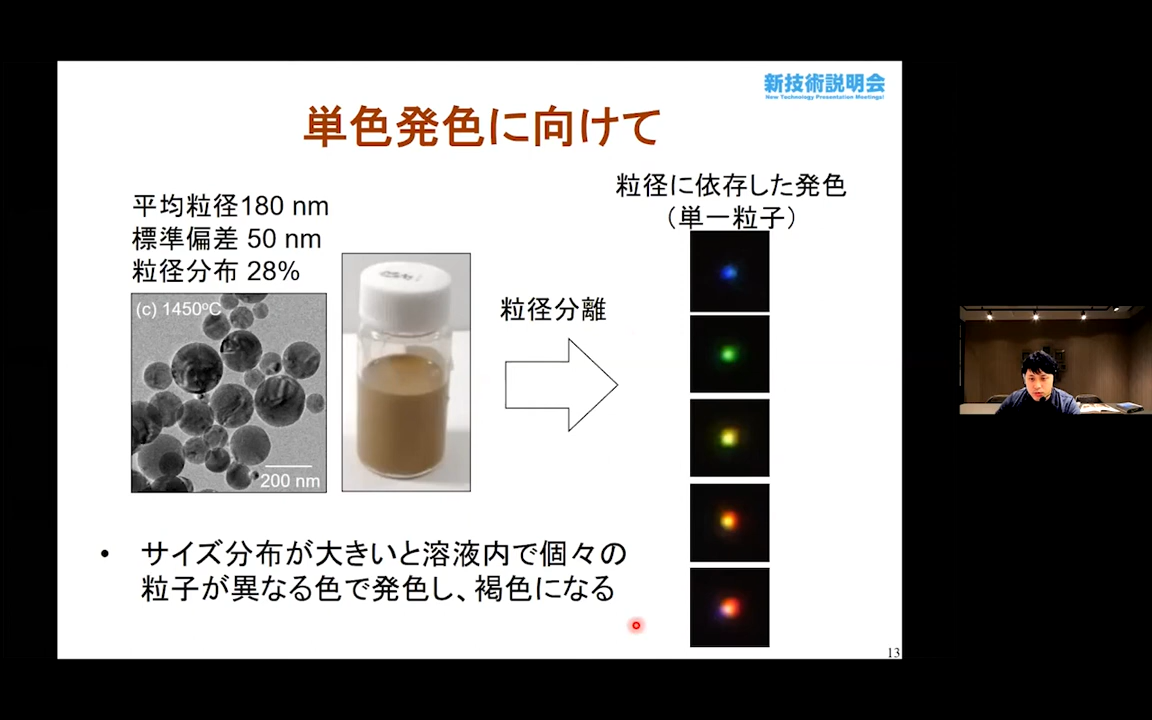 新技術説明会
New Technology Presentation Meetings!
単色発色に向けて
平均粒径180 nm
標準偏差 50 nm
粒径分布 28%
(c) 1450°C
200 nm
粒径分離
粒径に依存した発色
（単一粒子）
• サイズ分布が大きいと溶液内で個々の
粒子が異なる色で発色し、褐色になる
13